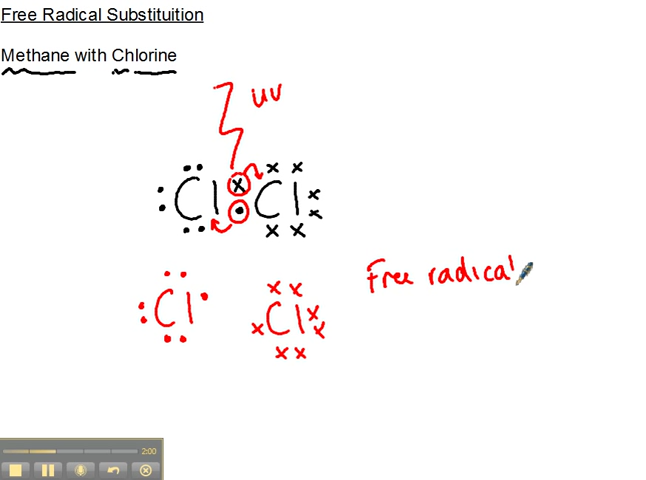 Free Radical Substituition
Methane with Chlorine
UV
Cl x Cl x x x x x x
Cl
x x
x Cl x x
x x
Free radical
2:00